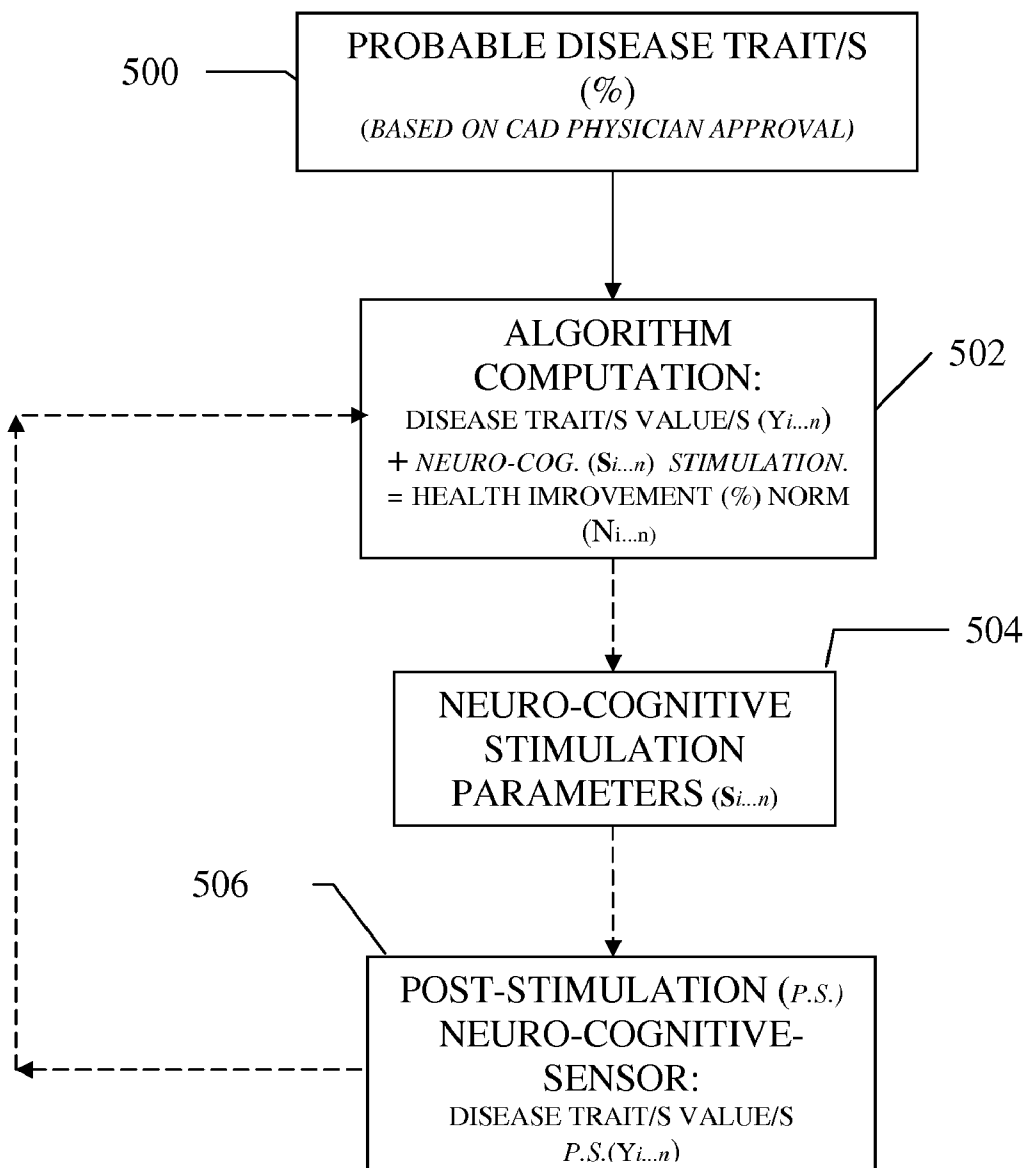 500
PROBABLE DISEASE TRAIT/S
(%)
(BASED ON CAD PHYSICIAN APPROVAL)
502
ALGORITHM
COMPUTATION:
DISEASE TRAIT/S VALUE/S (Yi...n)
+ NEURO-COG. (Si...n) STIMULATION.
= HEALTH IMROVEMENT (%) NORM
(Ni...n)
504
NEURO-COGNITIVE
STIMULATION
PARAMETERS (Si...n)
506
POST-STIMULATION (P.S.)
NEURO-COGNITIVE-
SENSOR:
DISEASE TRAIT/S VALUE/S
P.S.(Yi...n)